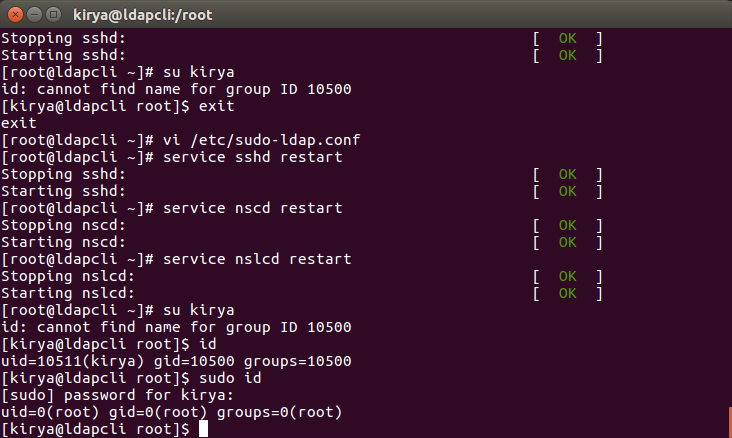 kirya@ldapcli:/root
Stopping sshd: [ OK ]
Starting sshd: [ OK ]
[root@ldapcli ~]# su kirya
id: cannot find name for group ID 10500
[kirya@ldapcli root]$ exit
exit
[root@ldapcli ~]# vi /etc/sudo-ldap.conf
[root@ldapcli ~]# service sshd restart
Stopping sshd: [ OK ]
Starting sshd: [ OK ]
[root@ldapcli ~]# service nscd restart
Stopping nscd: [ OK ]
Starting nscd: [ OK ]
[root@ldapcli ~]# service nslcd restart
Stopping nslcd: [ OK ]
Starting nslcd: [ OK ]
[root@ldapcli ~]# su kirya
id: cannot find name for group ID 10500
[kirya@ldapcli root]$ id
uid=10511(kirya) gid=10500 groups=10500
[kirya@ldapcli root]$ sudo id
[sudo] password for kirya:
uid=0(root) gid=0(root) groups=0(root)
[kirya@ldapcli root]$